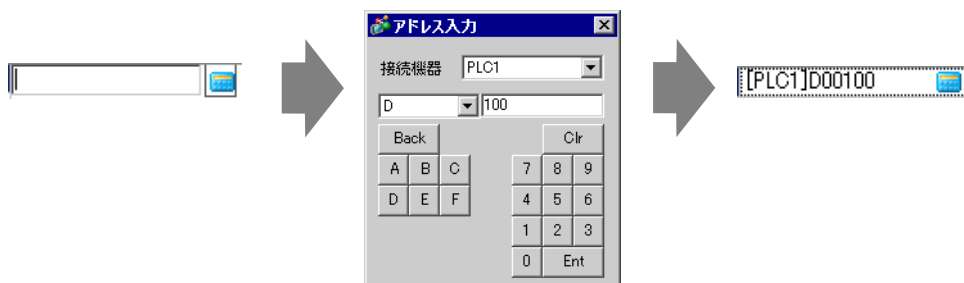 アドレス入力
接続機器 PLC1
D 100
Back Clr
A B C 7 8 9
D E F 4 5 6
1 2 3
0 Ent
[PLC1]D00100